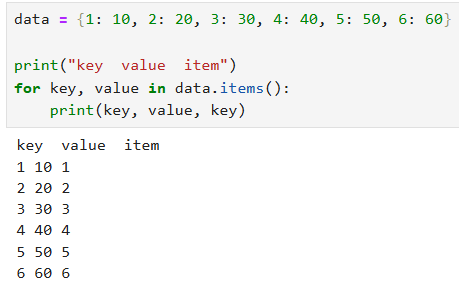 data = {1: 10, 2: 20, 3: 30, 4: 40, 5: 50, 6: 60}
print("key  value  item")
for key, value in data.items():
    print(key, value, key)
key  value  item
1 10 1
2 20 2
3 30 3
4 40 4
5 50 5
6 60 6